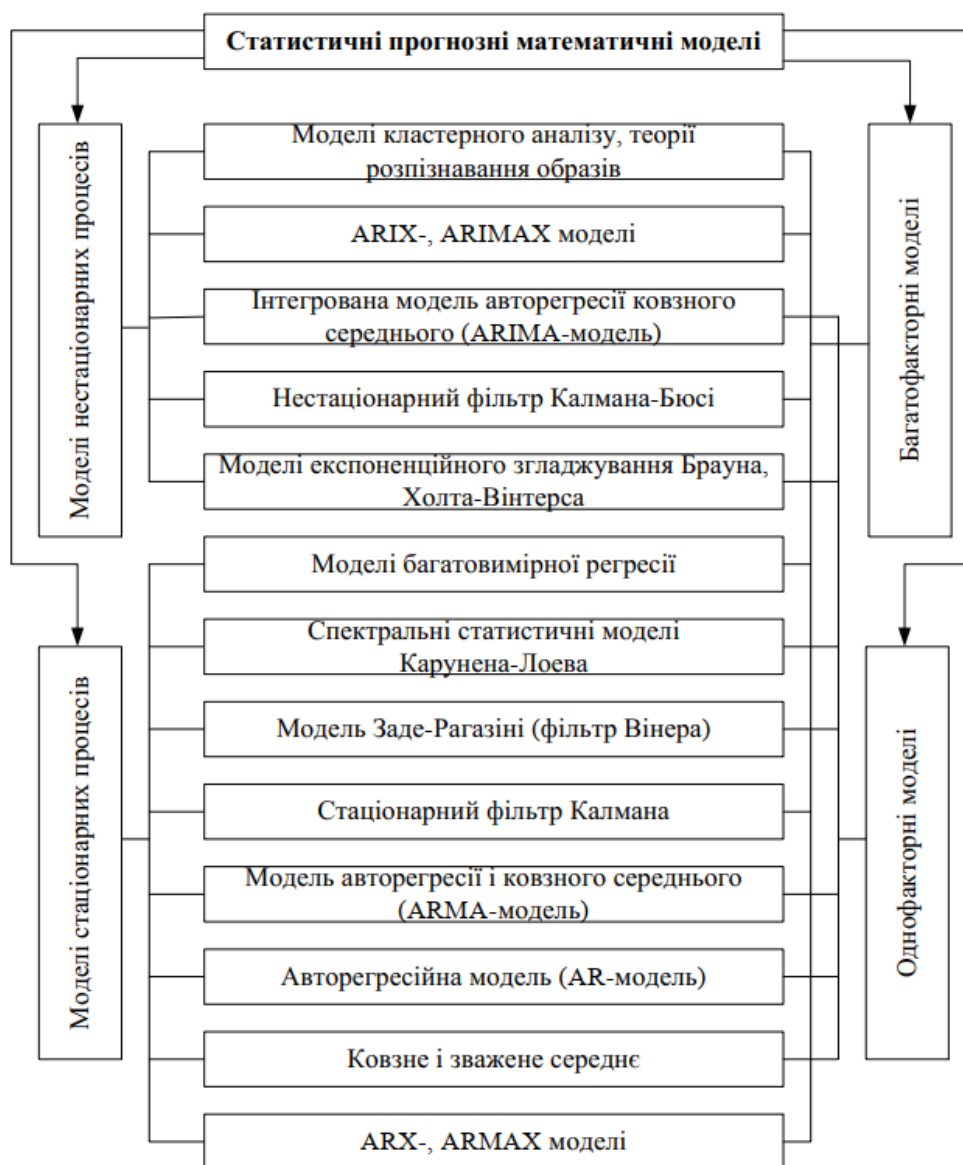 Статистичні прогнозні математичні моделі
Моделі нестаціонарних процесів
Моделі кластерного аналізу, теорії
розпізнавання образів
ARIX-, ARIMAX моделі
Інтегрована модель авторегресії ковзного
середнього (ARIMA-модель)
Нестаціонарний фільтр Калмана-Бюсі
Моделі експоненційного згладжування Брауна,
Холта-Вінтерса
Багатофакторні моделі
Моделі стаціонарних процесів
Моделі багатовимірної регресії
Спектральні статистичні моделі
Карунена-Лоева
Модель Заде-Рагазіні (фільтр Вінера)
Стаціонарний фільтр Калмана
Модель авторегресії і ковзного середнього
(ARMA-модель)
Авторегресійна модель (AR-модель)
Ковзне і зважене середнє
ARX-, ARMAX моделі
Однофакторні моделі